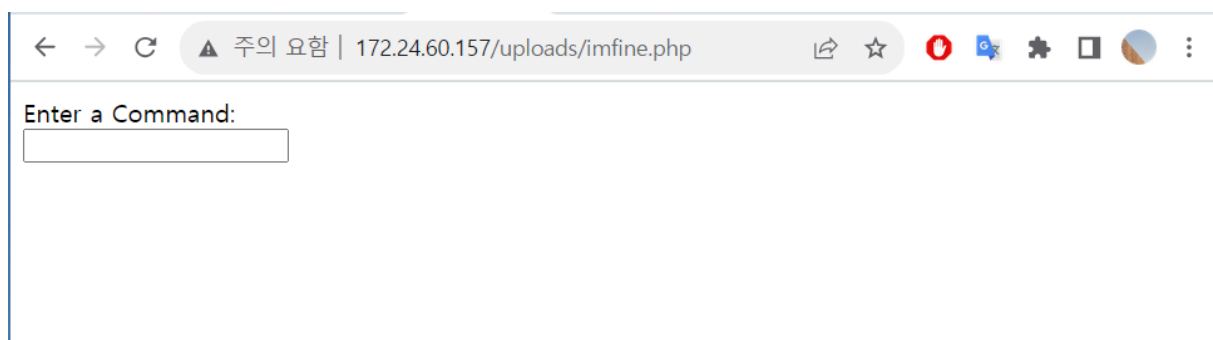 주의 요함 | 172.24.60.157/uploads/imfine.php
Enter a Command: